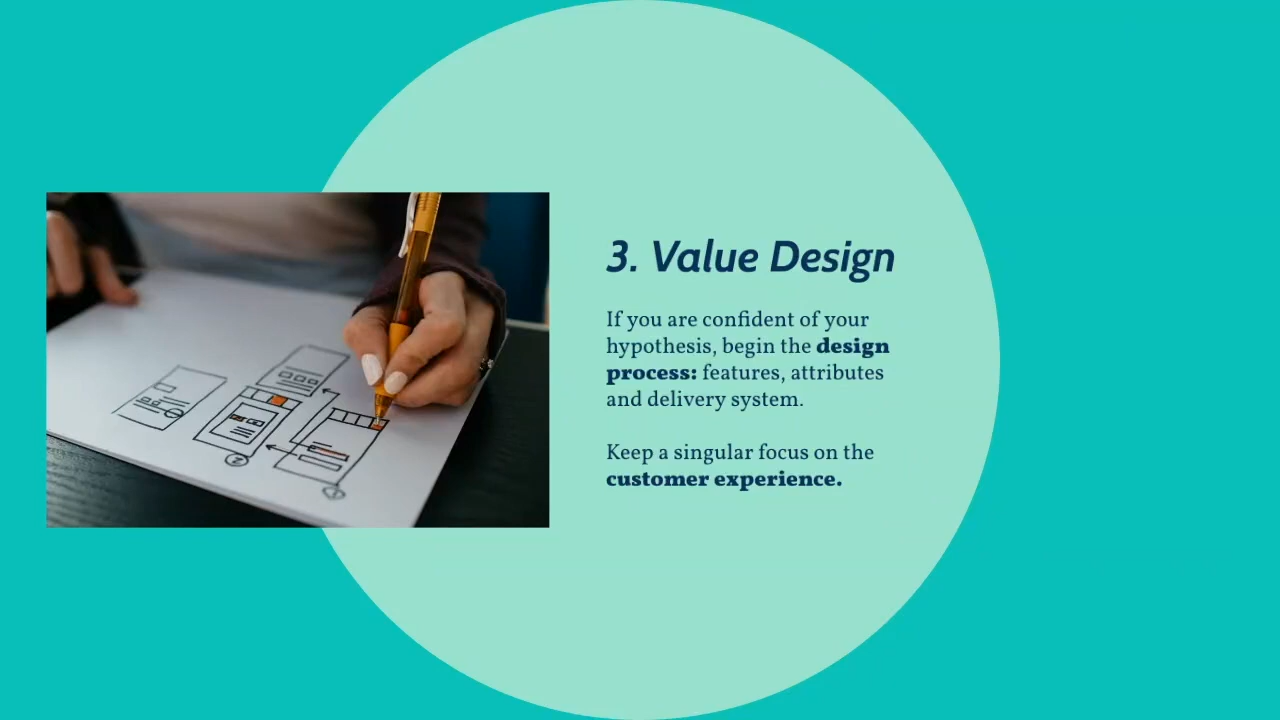 3. Value Design
If you are confident of your
hypothesis, begin the design
process: features, attributes
and delivery system.
Keep a singular focus on the
customer experience.